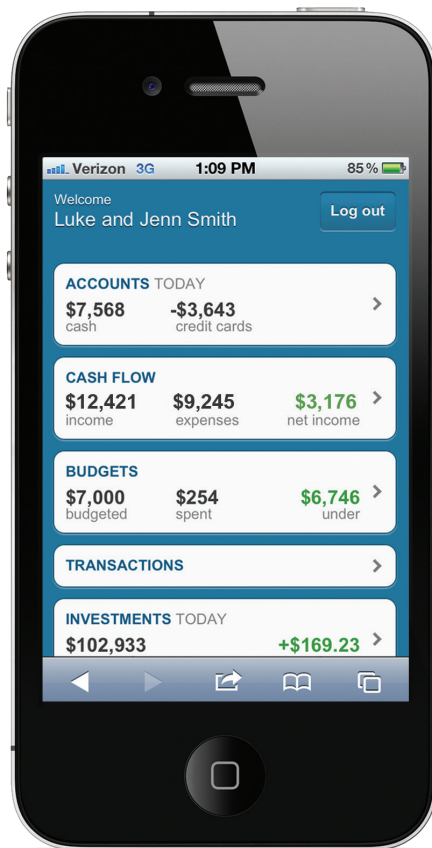 Verizon 3G 1:09 PM 85%
Welcome
Luke and Jenn Smith
Log out
ACCOUNTS TODAY
$7,568 -$3,643
cash credit cards
CASH FLOW
$12,421 $9,245 $3,176
income expenses net income
BUDGETS
$7,000 $254 $6,746
budgeted spent under
TRANSACTIONS
INVESTMENTS TODAY
$102,933 +$169.23